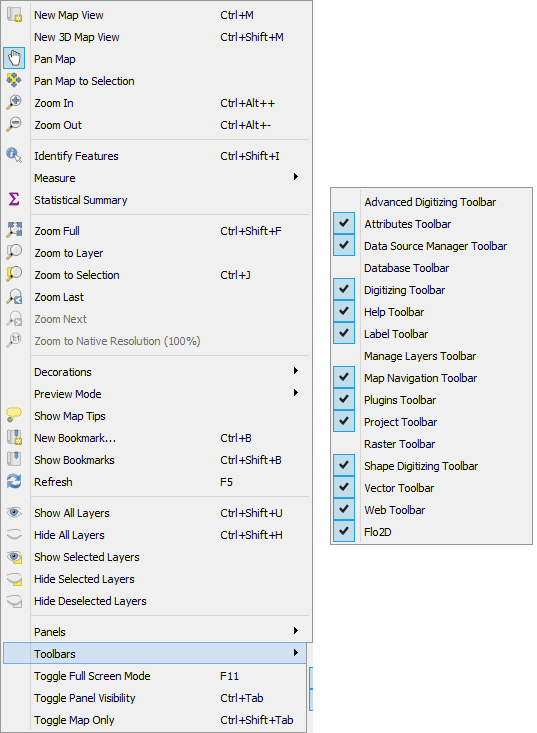 New Map View Ctrl+M
New 3D Map View Ctrl+Shift+M
Pan Map
Pan Map to Selection
Zoom In Ctrl+Alt++
Zoom Out Ctrl+Alt+-
Identify Features Ctrl+Shift+I
Measure
Statistical Summary
Zoom Full Ctrl+Shift+F
Zoom to Layer
Zoom to Selection Ctrl+J
Zoom Last
Zoom Next
Zoom to Native Resolution (100%)
Decorations
Preview Mode
Show Map Tips
New Bookmark... Ctrl+B
Show Bookmarks Ctrl+Shift+B
Refresh F5
Show All Layers Ctrl+Shift+U
Hide All Layers Ctrl+Shift+H
Show Selected Layers
Hide Selected Layers
Hide Deselected Layers
Panels
Toolbars
Toggle Full Screen Mode F11
Toggle Panel Visibility Ctrl+Tab
Toggle Map Only Ctrl+Shift+Tab
Advanced Digitizing Toolbar
Attributes Toolbar
Data Source Manager Toolbar
Database Toolbar
Digitizing Toolbar
Help Toolbar
Label Toolbar
Manage Layers Toolbar
Map Navigation Toolbar
Plugins Toolbar
Project Toolbar
Raster Toolbar
Shape Digitizing Toolbar
Vector Toolbar
Web Toolbar
Flo2D